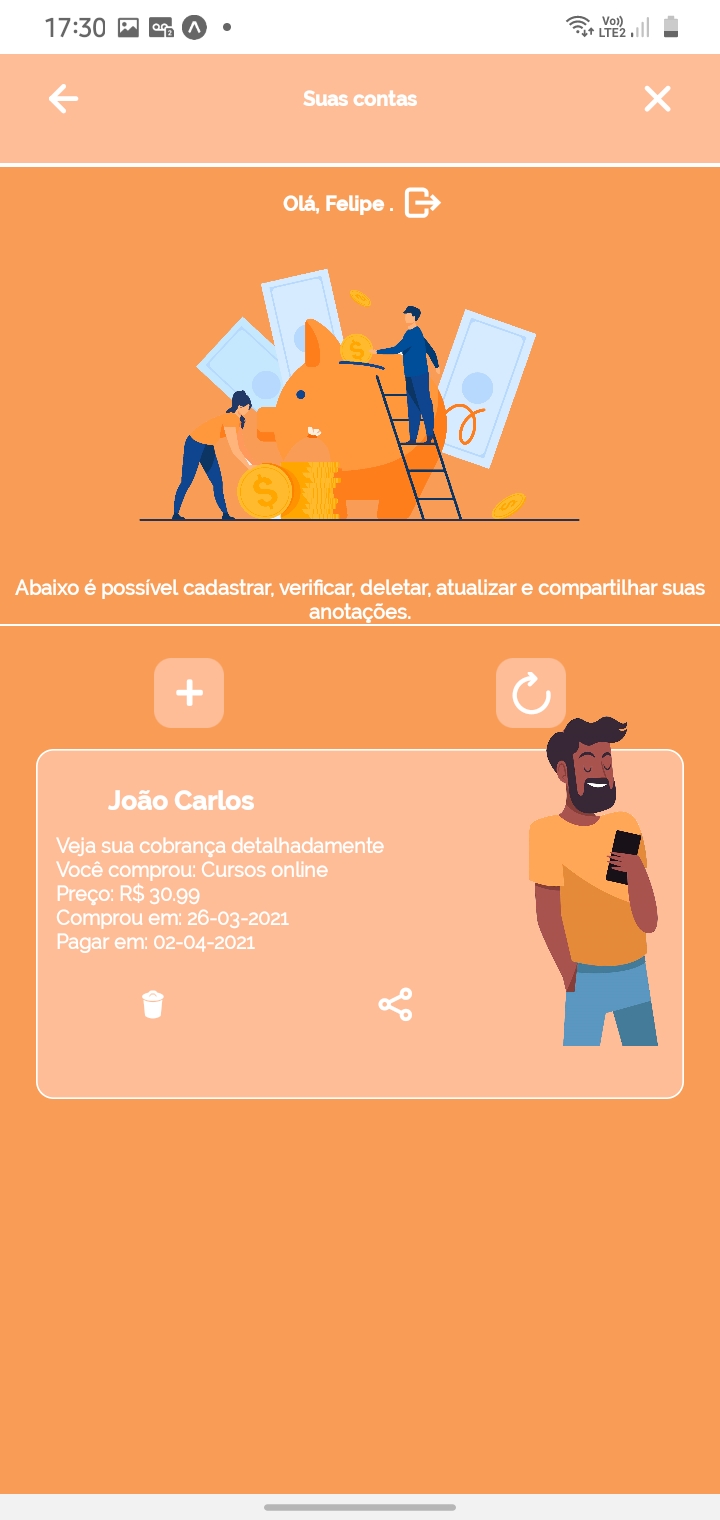 17:30
Vo))
LTE2
Suas contas
Olá, Felipe .
Abaixo é possível cadastrar, verificar, deletar, atualizar e compartilhar suas
anotações.
João Carlos
Veja sua cobrança detalhadamente
Você comprou: Cursos online
Preço: R$ 30.99
Comprou em: 26-03-2021
Pagar em: 02-04-2021